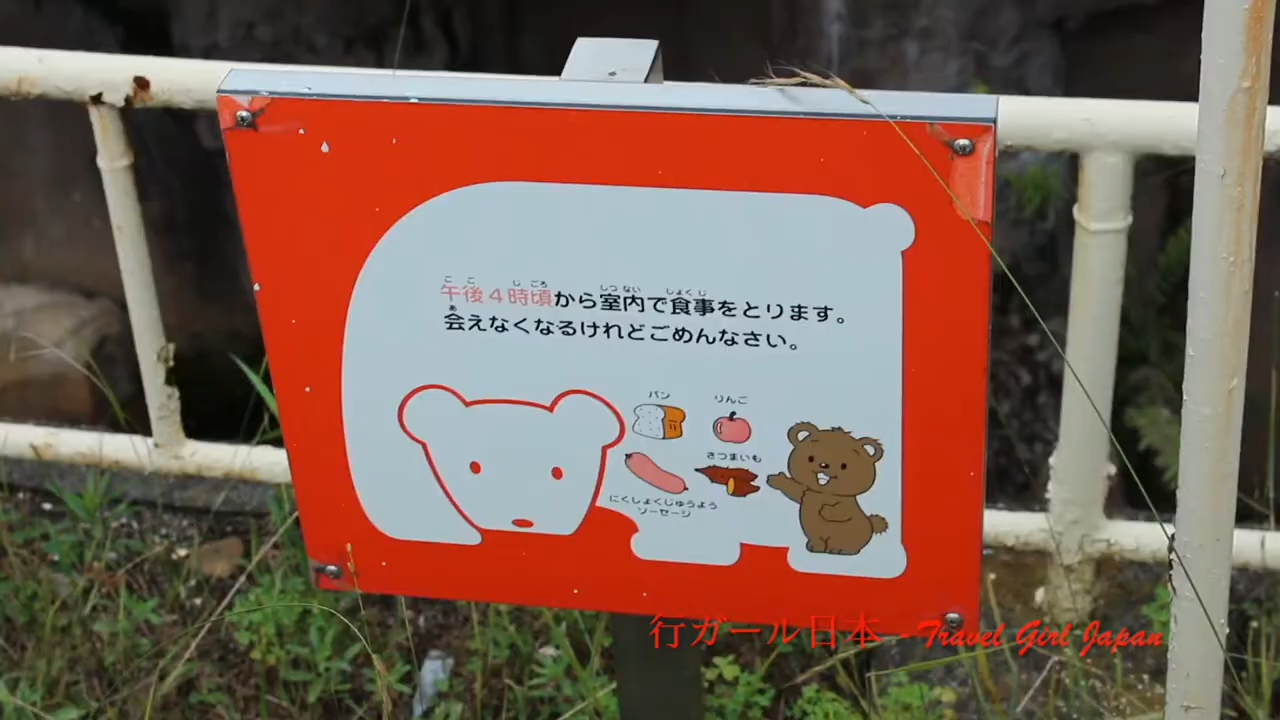 午後4時頃から室内で食事をとります。
会えなくなるけれどごめんなさい。
パン
りんご
さつまいも
にくしょくじゅうよう
ソーセージ
行ガール日本 - Travel Girl Japan